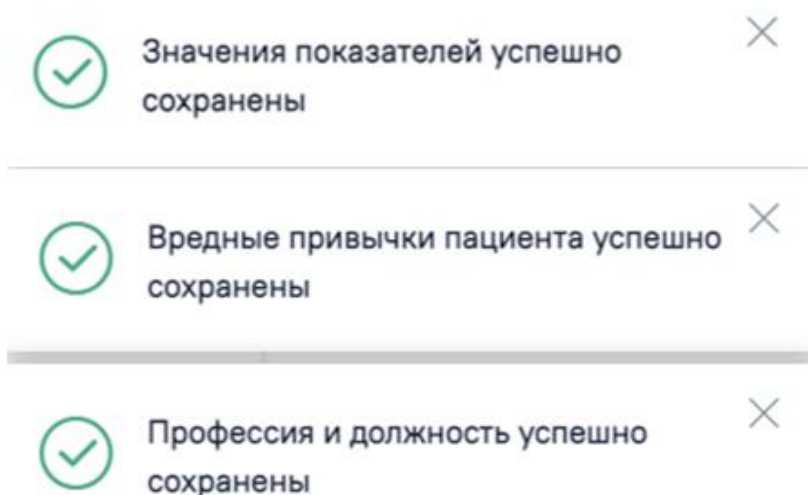 Значения показателей успешно
сохранены
Вредные привычки пациента успешно
сохранены
Профессия и должность успешно
сохранены